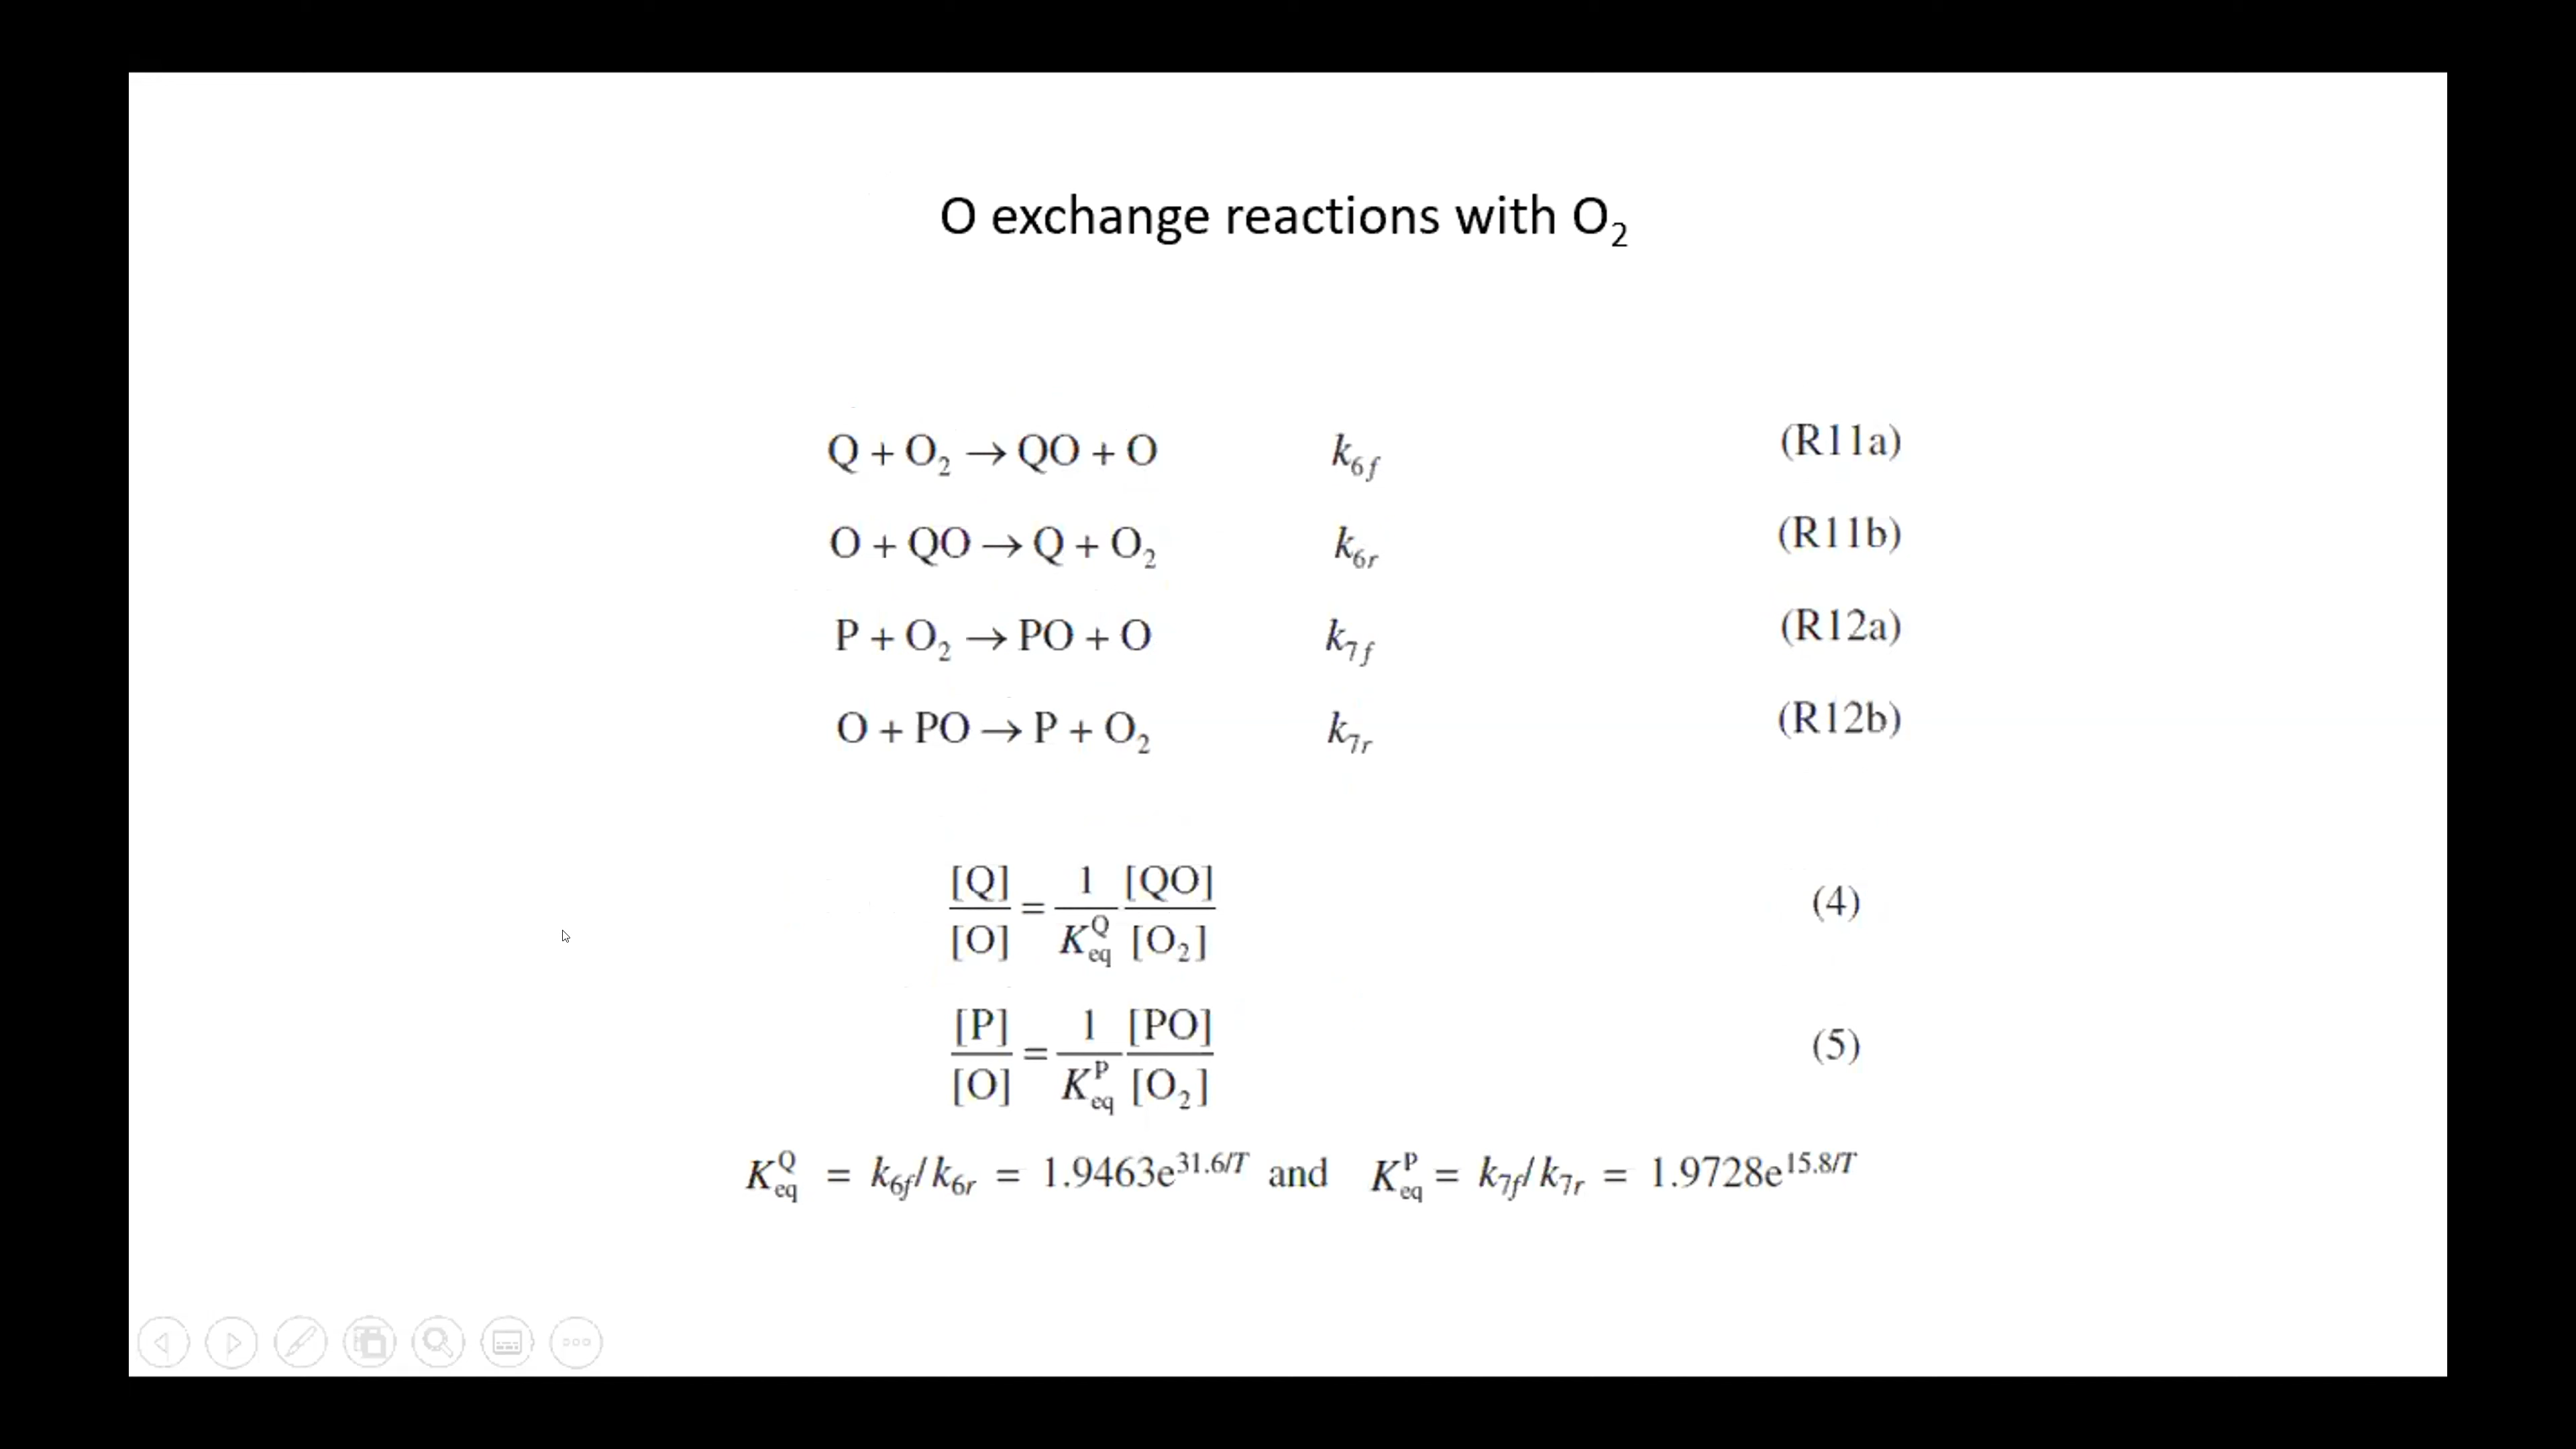 O exchange reactions with O₂
Q + O₂ → QO + O k₆f (R11a)
O + QO → Q + O₂ k₆r (R11b)
P + O₂ → PO + O k₇f (R12a)
O + PO → P + O₂ k₇r (R12b)
[Q]/[O] = 1/K_eq^Q [QO]/[O₂] (4)
[P]/[O] = 1/K_eq^P [PO]/[O₂] (5)
K_eq^Q = k₆f/k₆r = 1.9463e^31.6/T and K_eq^P = k₇f/k₇r = 1.9728e^15.8/T